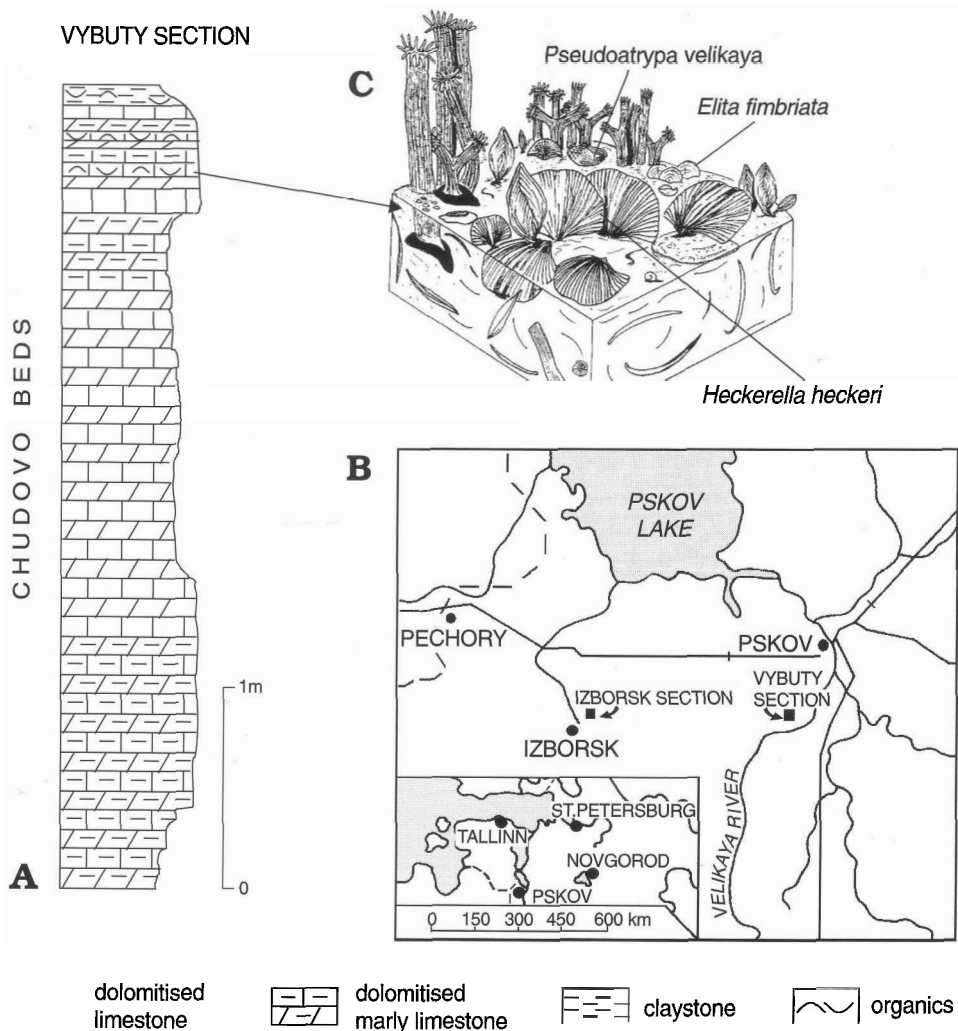 VYBUTY SECTION
CHUDOVO BEDS
A
1m
0
C
Pseudoatrypa velikaya
Elita fimbriata
Heckerella heckeri
B
PSKOV
LAKE
PECHORY
PSKOV
IZBORSK SECTION
VYBUTY
SECTION
IZBORSK
VELIKAYA RIVER
ST.PETERSBURG
TALLINN
NOVGOROD
PSKOV
0 150 300 600 km
dolomitised
limestone
dolomitised
marly limestone
claystone
organics